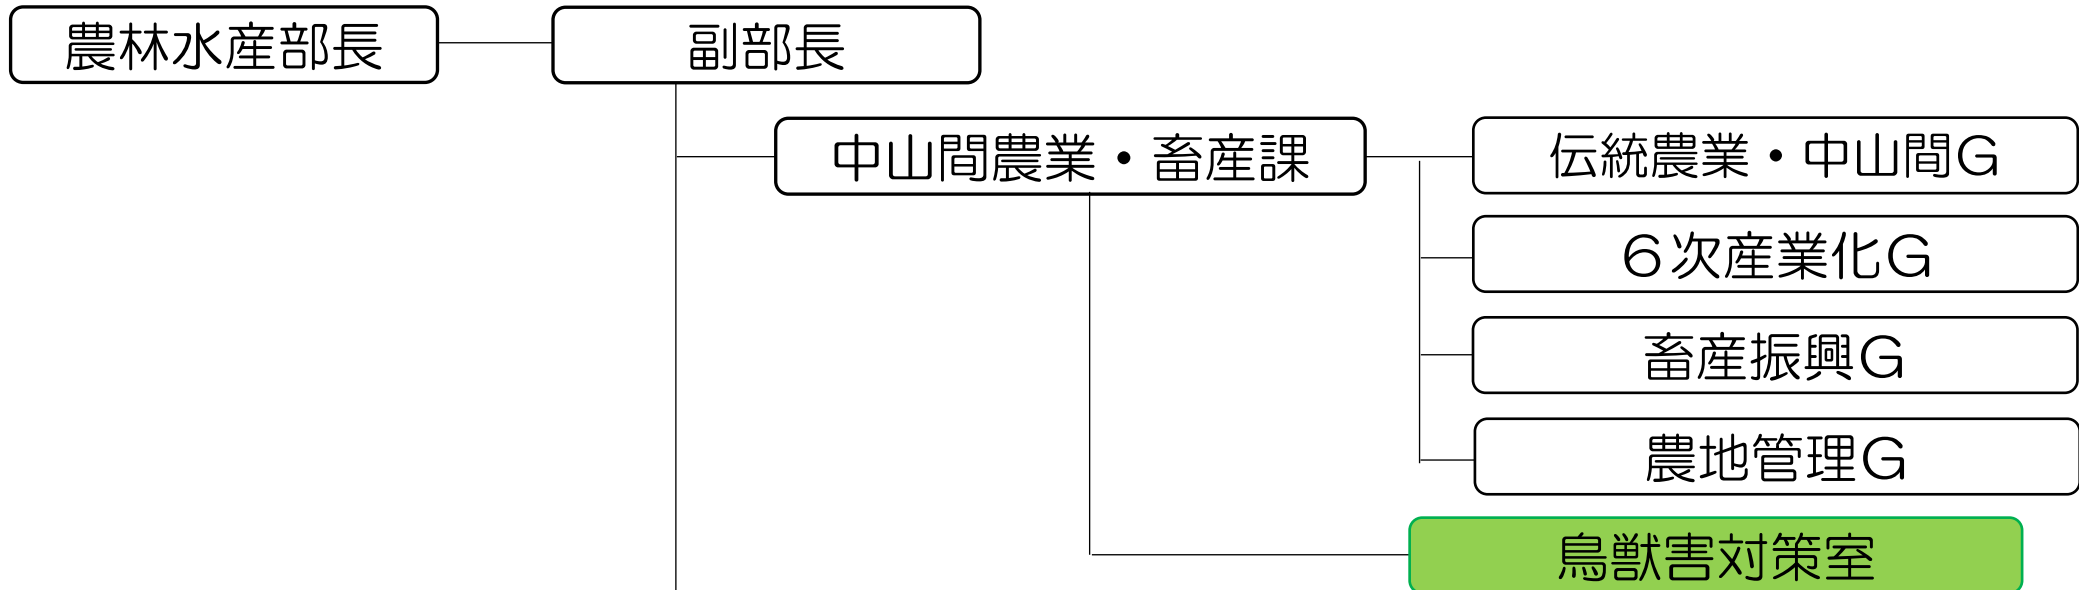 農林水産部長
副部長
中山間農業・畜産課
伝統農業・中山間G
６次産業化G
畜産振興G
農地管理G
鳥獣害対策室